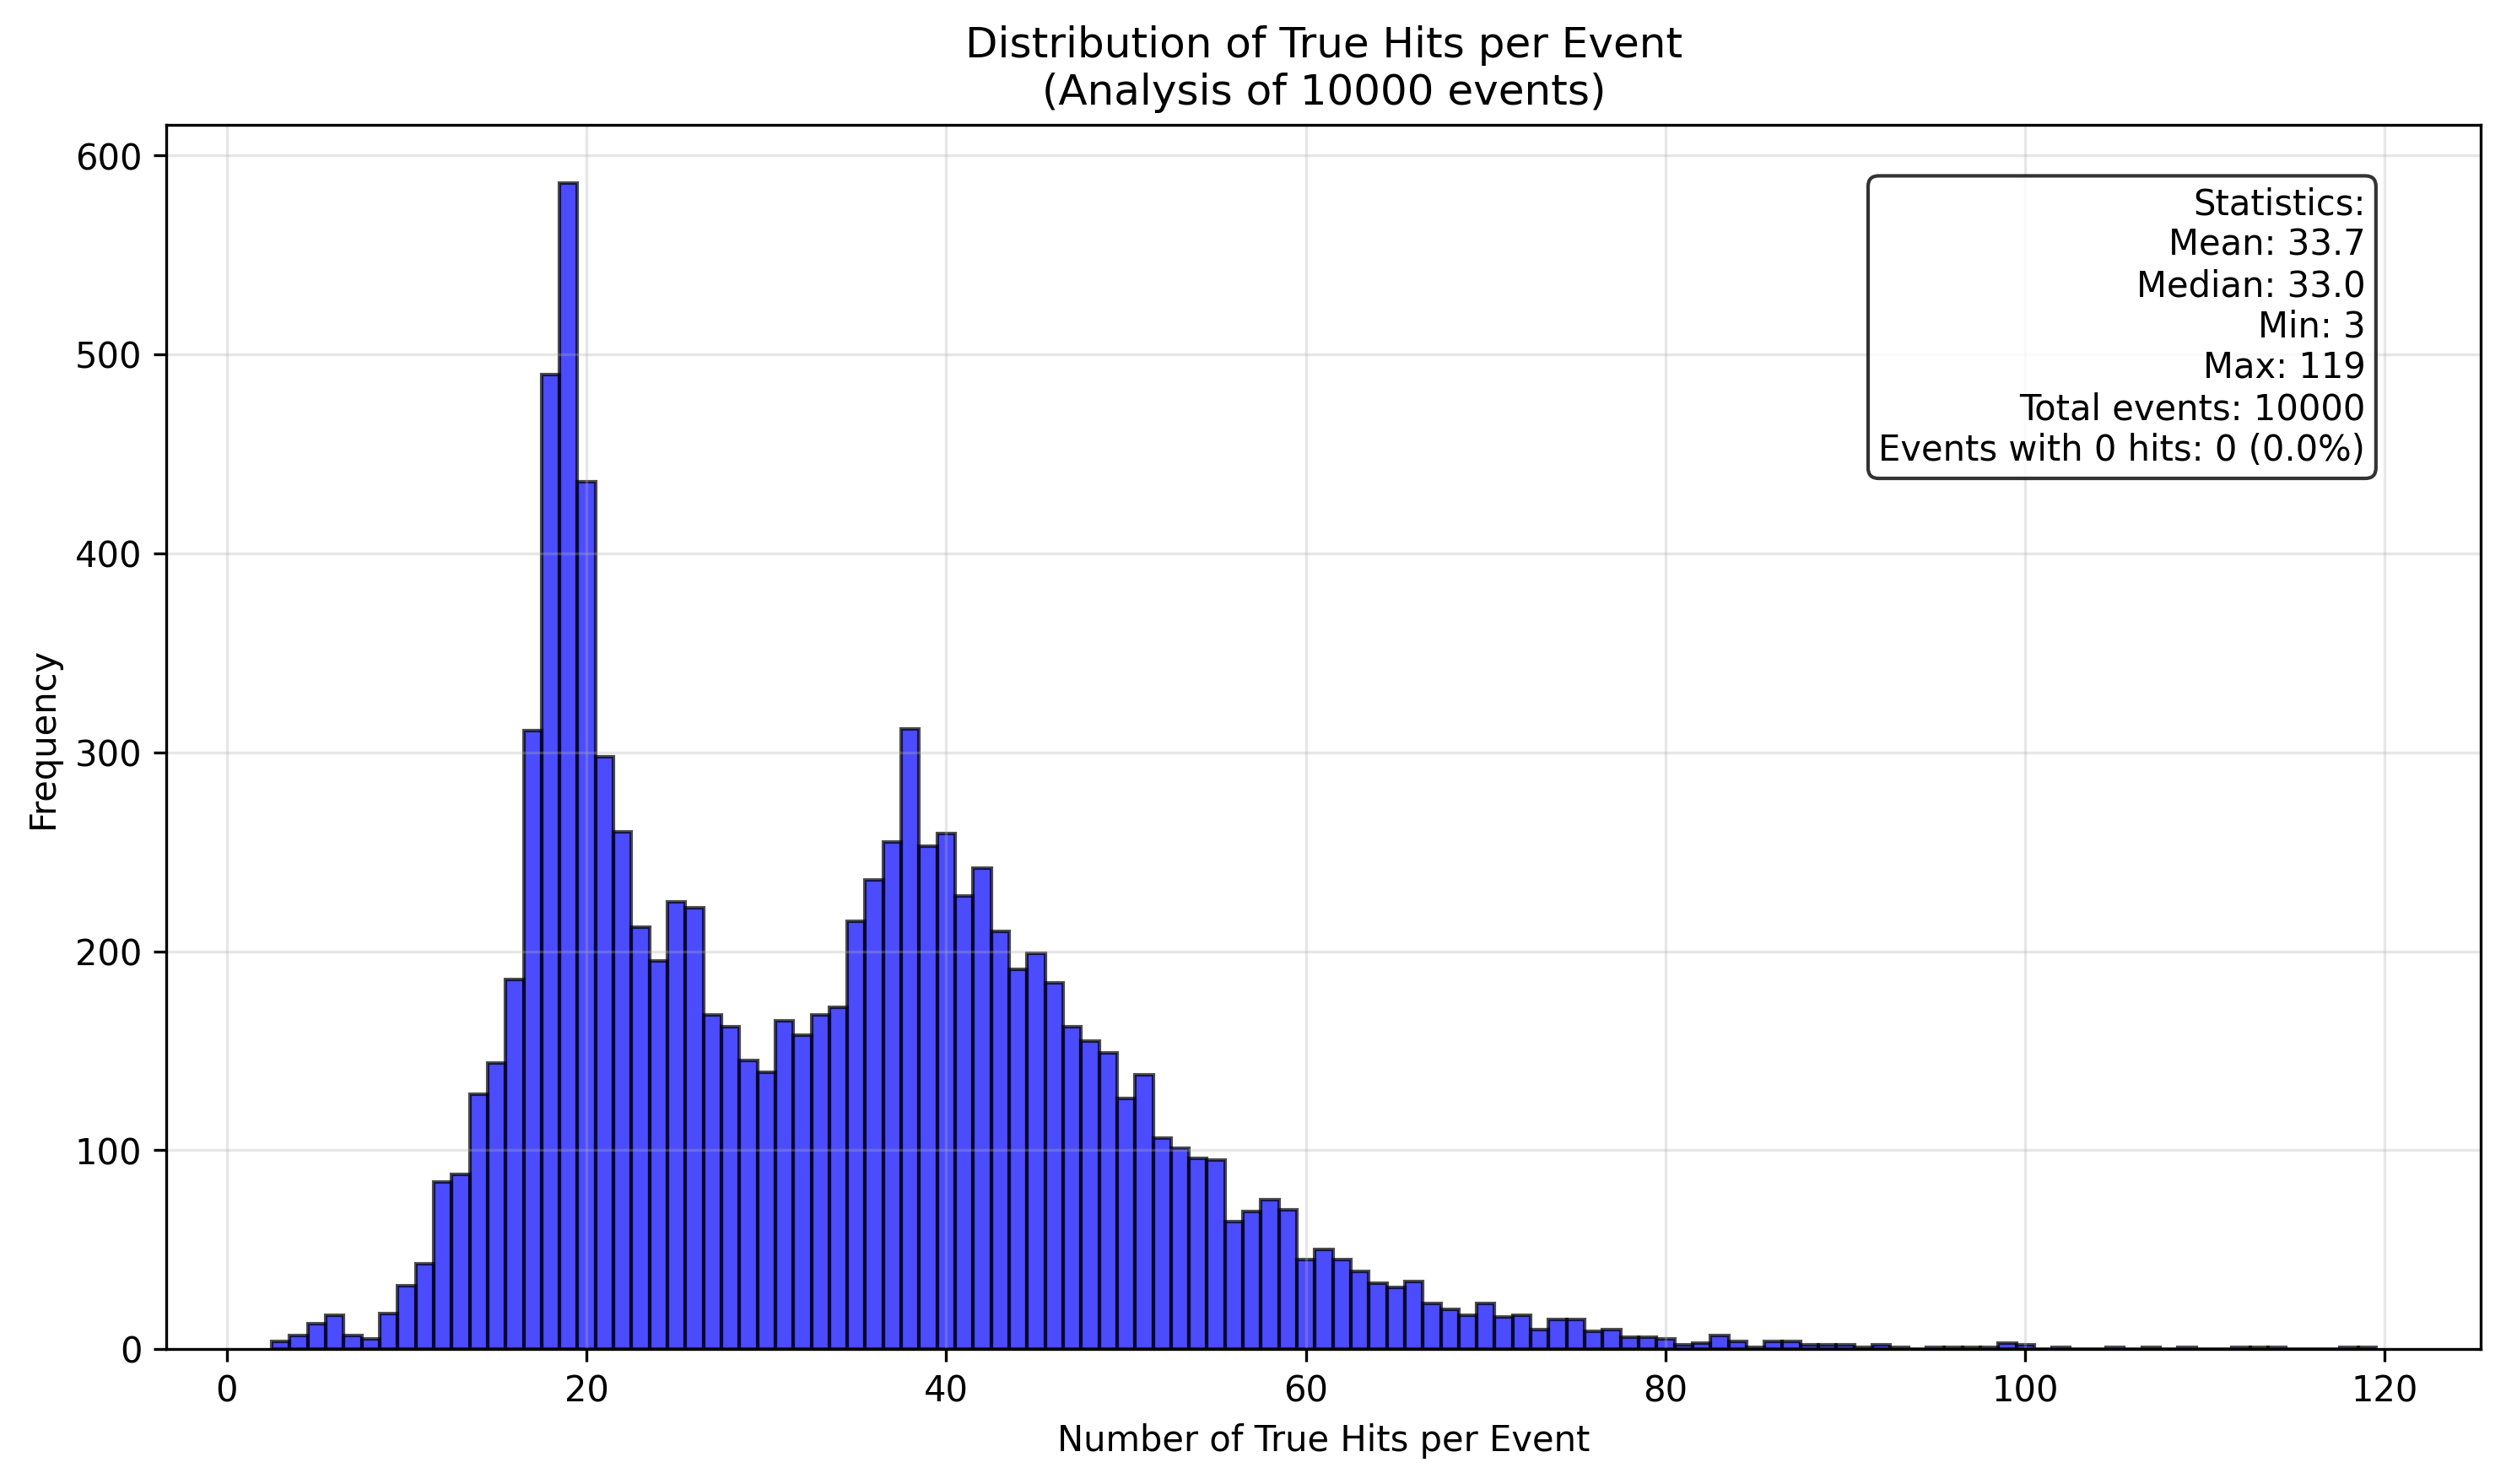 Distribution of True Hits per Event
(Analysis of 10000 events)
Statistics:
Mean: 33.7
Median: 33.0
Min: 3
Max: 119
Total events: 10000
Events with 0 hits: 0 (0.0%)
Frequency
600
500
400
300
200
100
0
0 20 40 60 80 100 120
Number of True Hits per Event